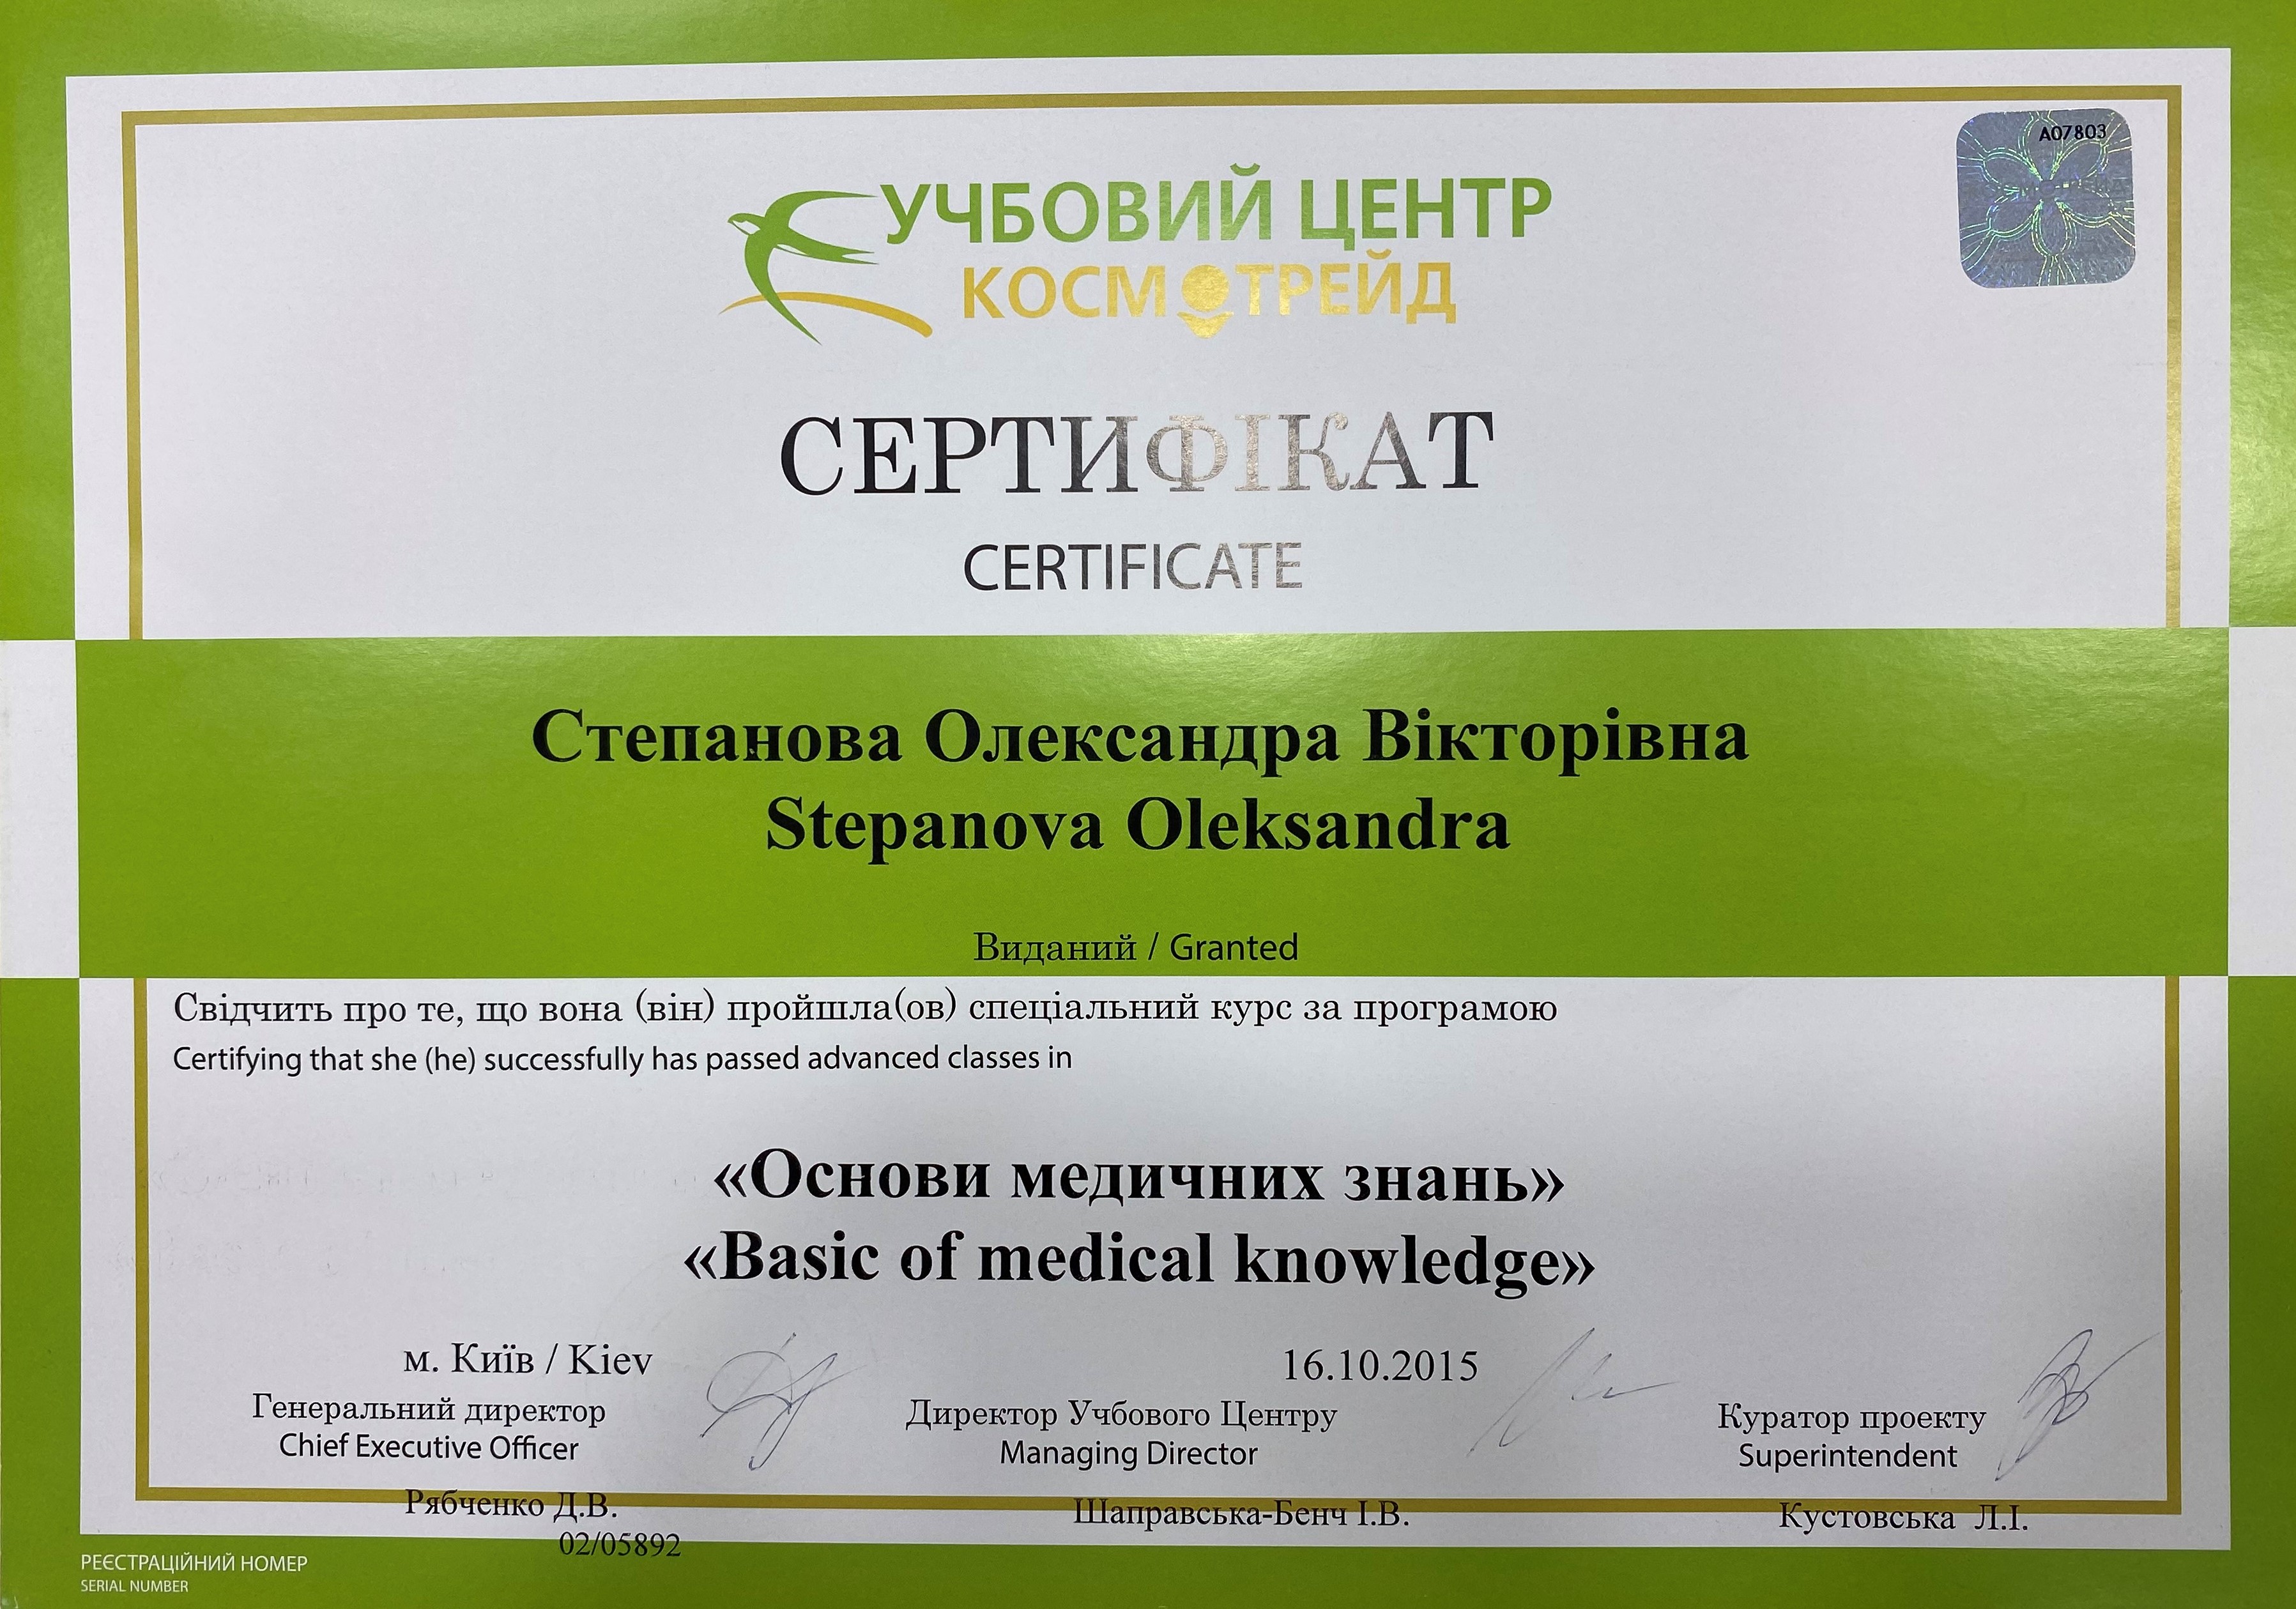 А07803
УЧБОВИЙ ЦЕНТР
КОСМОТРЕЙД
СЕРТИФІКАТ
CERTIFICATE
Степанова Олександра Вікторівна
Stepanova Oleksandra
Виданий / Granted
Свідчить про те, що вона (він) пройшла(ов) спеціальний курс за програмою
Certifying that she (he) successfully has passed advanced classes in
«Основи медичних знань»
«Basic of medical knowledge»
м. Київ / Kiev 16.10.2015
Генеральний директор Директор Учбового Центру Куратор проекту
Chief Executive Officer Managing Director Superintendent
Рябченко Д.В. Шаправська-Бенч І.В. Кустовська Л.І.
02/05892
РЕЄСТРАЦІЙНИЙ НОМЕР
SERIAL NUMBER